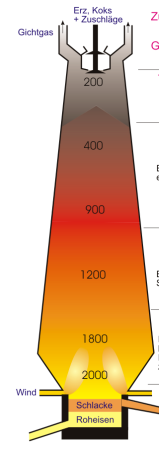 Erz, Koks
+ Zuschläge
Gichtgas
200
400
900
1200
1800
2000
Wind
Schlacke
Roheisen